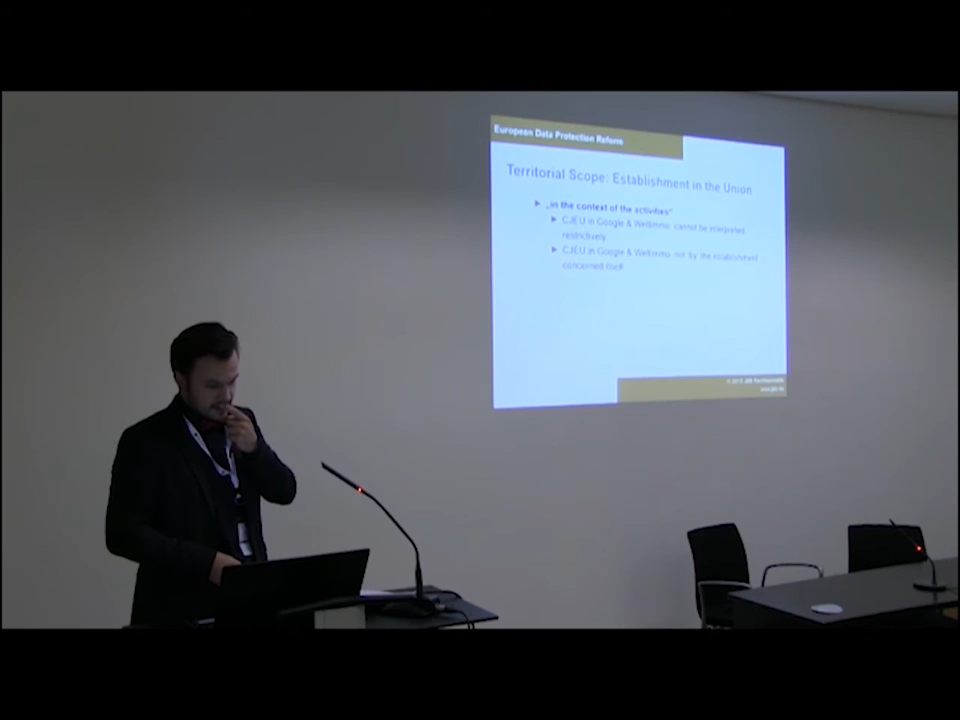 European Data Protection Reform
Territorial Scope: Establishment in the Union
„in the context of the activities“
CJEU in Google & Weltimmo: cannot be interpreted
restrictively
CJEU in Google & Weltimmo: not by the establishment
concerned itself